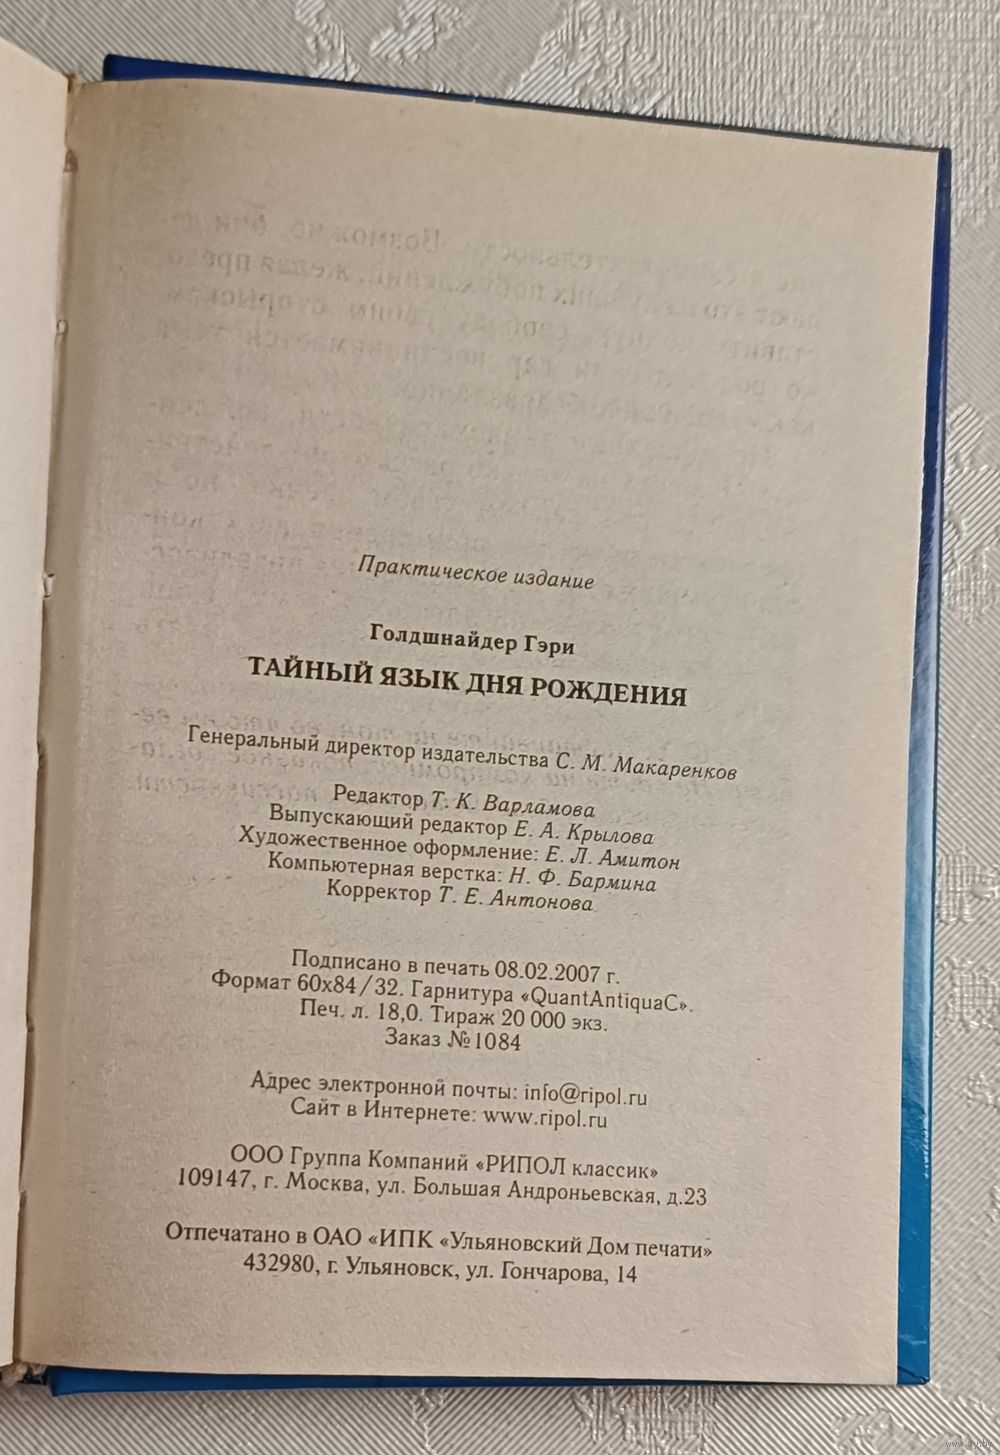 Практическое издание
Голдшнайдер Гэри
ТАЙНЫЙ ЯЗЫК ДНЯ РОЖДЕНИЯ
Генеральный директор издательства С. М. Макаренков
Редактор Т. К. Варламова
Выпускающий редактор Е. А. Крылова
Художественное оформление: Е. Л. Амитон
Компьютерная верстка: Н. Ф. Бармина
Корректор Т. Е. Антонова
Подписано в печать 08.02.2007 г.
Формат 60х84/32. Гарнитура «QuantAntiquaC».
Печ. л. 18,0. Тираж 20 000 экз.
Заказ №1084
Адрес электронной почты: info@ripol.ru
Сайт в Интернете: www.ripol.ru
ООО Группа Компаний «РИПОЛ классик»
109147, г. Москва, ул. Большая Андроньевская, д.23
Отпечатано в ОАО «ИПК «Ульяновский Дом печати»
432980, г. Ульяновск, ул. Гончарова, 14
www.ay.by